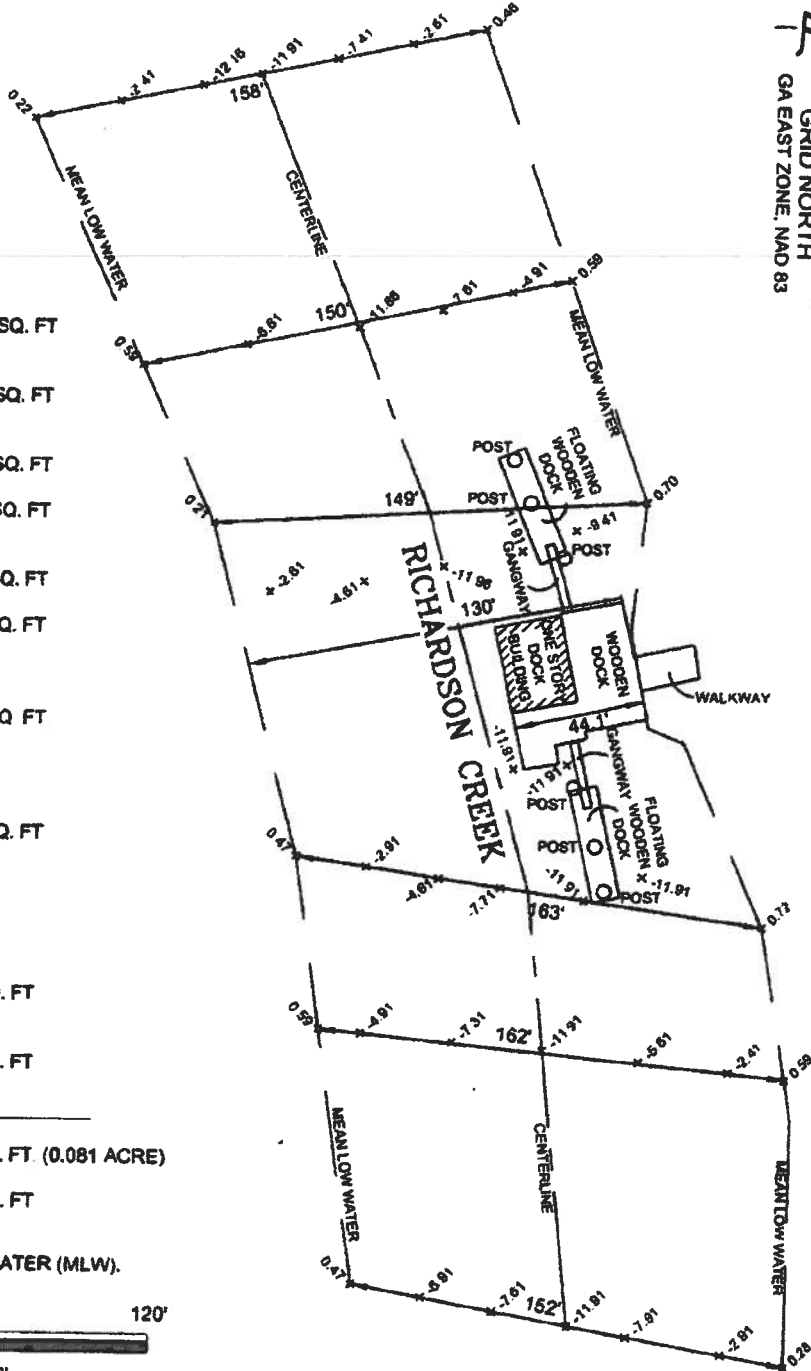 GRID NORTH
GA EAST ZONE, NAD 83
0.46
-2.61
-7.41
-11.91
-12.16
-2.41
0.22
158'
MEAN LOW WATER
CENTERLINE
0.58
-4.91
-7.61
-11.66
150'
-6.61
0.59
MEAN LOW WATER
SQ. FT
SQ. FT
SQ. FT
SQ. FT
SQ. FT
SQ. FT
SQ FT
SQ. FT
. FT
. FT
. FT (0.081 ACRE)
. FT
ATER (MLW).
120'
POST
FLOATING
WOODEN
DOCK
POST
0.70
149'
0.21
-11.91
-9.41
POST
GANGWAY
-2.61
-4.61
-11.96
130'
RICHARDSON CREEK
ONE STORY
DOCK
BUILDING
WOODEN
DOCK
WALKWAY
44.1'
-11.91
-11.91
GANGWAY
POST
FLOATING
WOODEN
DOCK
POST
-11.91
POST
0.47
-2.91
-4.61
-7.71
-11.91
163'
0.72
0.59
-4.91
-7.31
162'
-11.91
-2.41
0.59
MEAN LOW WATER
CENTERLINE
MEAN LOW WATER
0.47
-7.61
152'
-11.91
-7.91
-2.91